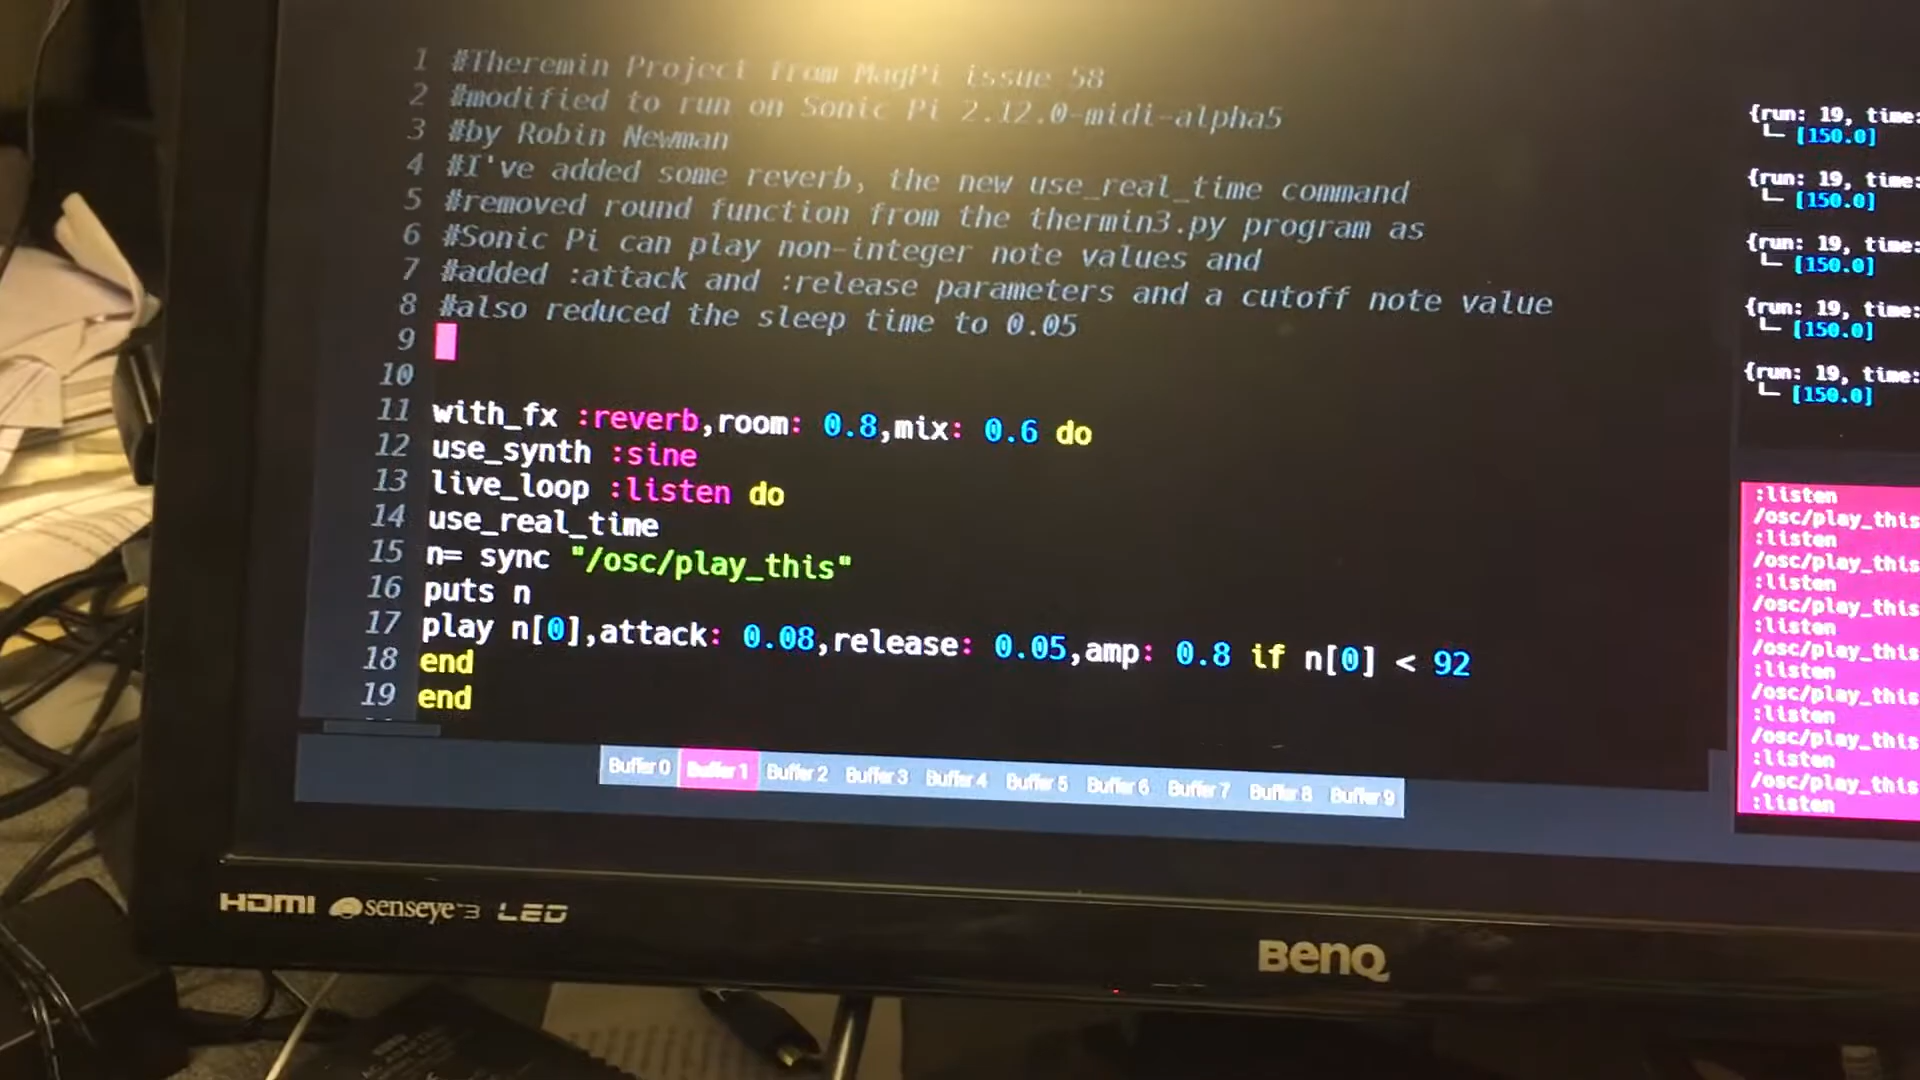 1 #Theremin Project from MagPi issue 58
2 #modified to run on Sonic Pi 2.12.0-midi-alpha5
3 #by Robin Newman
4 #I've added some reverb, the new use_real_time command
5 #removed round function from the thermin3.py program as
6 #Sonic Pi can play non-integer note values and
7 #added :attack and :release parameters and a cutoff note value
8 #also reduced the sleep time to 0.05
9
10
11 with_fx :reverb,room: 0.8,mix: 0.6 do
12 use_synth :sine
13 live_loop :listen do
14 use_real_time
15 n= sync "/osc/play_this"
16 puts n
17 play n[0],attack: 0.08,release: 0.05,amp: 0.8 if n[0] < 92
18 end
19 end
Buffer 0 Buffer 1 Buffer 2 Buffer 3 Buffer 4 Buffer 5 Buffer 6 Buffer 7 Buffer 8 Buffer 9
{run: 19, time:
[150.0]
{run: 19, time:
[150.0]
{run: 19, time:
[150.0]
{run: 19, time:
[150.0]
{run: 19, time:
[150.0]
:listen
/osc/play_this
:listen
/osc/play_this
:listen
/osc/play_this
:listen
/osc/play_this
:listen
/osc/play_this
:listen
/osc/play_this
:listen
/osc/play_this
:listen
HDMI senseye 3 LED
BenQ